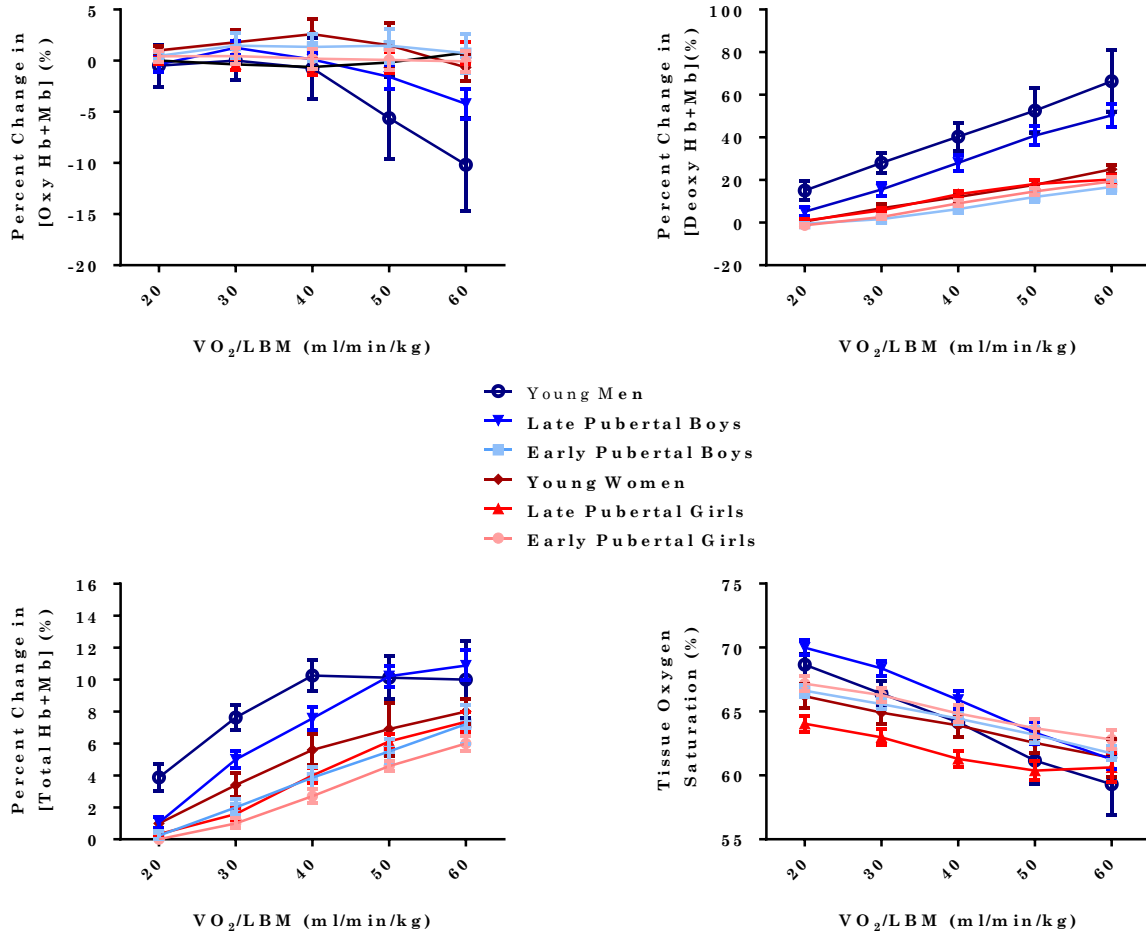 Percent Change in
[Oxy Hb+Mb] (%)
5
0
-5
-10
-15
-20
20
30
40
50
60
VO₂/LBM (ml/min/kg)
Percent Change in
[Deoxy Hb+Mb](%)
100
80
60
40
20
0
-20
20
30
40
50
60
VO₂/LBM (ml/min/kg)
Young Men
Late Pubertal Boys
Early Pubertal Boys
Young Women
Late Pubertal Girls
Early Pubertal Girls
Percent Change in
[Total Hb+Mb] (%)
16
14
12
10
8
6
4
2
0
20
30
40
50
60
VO₂/LBM (ml/min/kg)
Tissue Oxygen
Saturation (%)
75
70
65
60
55
20
30
40
50
60
VO₂/LBM (ml/min/kg)